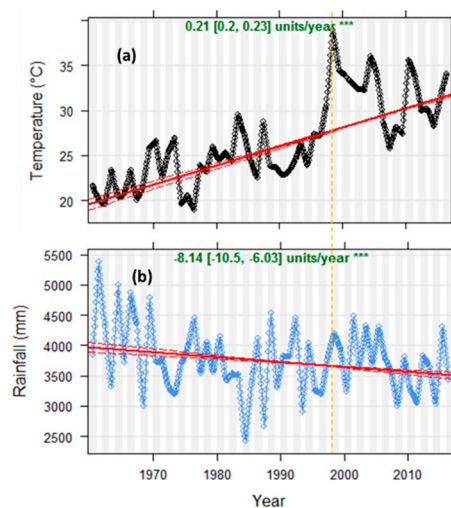 0.21 [0.2, 0.23] units/year ***
(a)
35
30
25
20
Temperature (°C)
-8.14 [-10.5, -6.03] units/year ***
(b)
5500
5000
4500
4000
3500
3000
2500
Rainfall (mm)
1970 1980 1990 2000 2010
Year